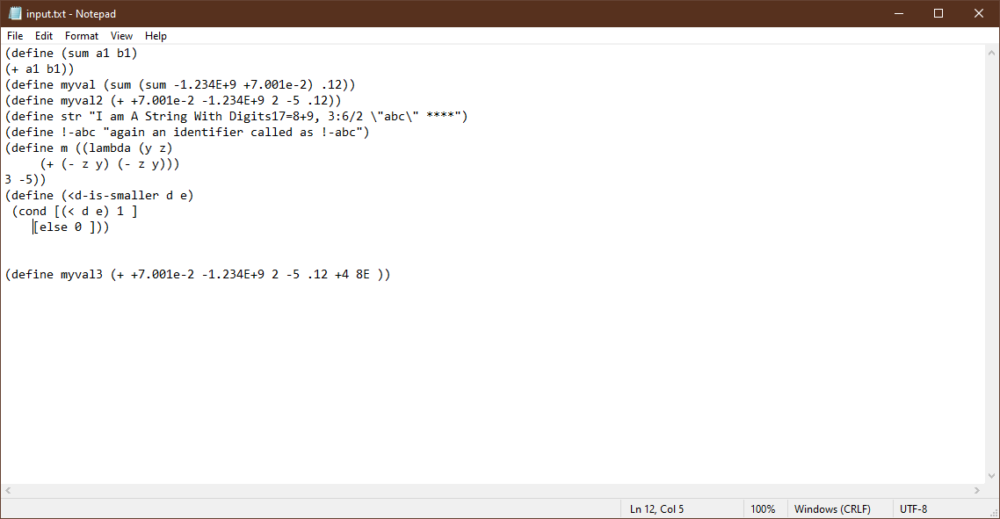 input.txt - Notepad
File Edit Format View Help
(define (sum a1 b1)
(+ a1 b1))
(define myval (sum (sum -1.234E+9 +7.001e-2) .12))
(define myval2 (+ +7.001e-2 -1.234E+9 2 -5 .12))
(define str "I am A String With Digits17=8+9, 3:6/2 \"abc\" ****")
(define !-abc "again an identifier called as !-abc")
(define m ((lambda (y z)
     (+ (- z y) (- z y)))
3 -5))
(define (<d-is-smaller d e)
 (cond [(< d e) 1 ]
    [else 0 ]))
(define myval3 (+ +7.001e-2 -1.234E+9 2 -5 .12 +4 8E ))
Ln 12, Col 5 100% Windows (CRLF) UTF-8